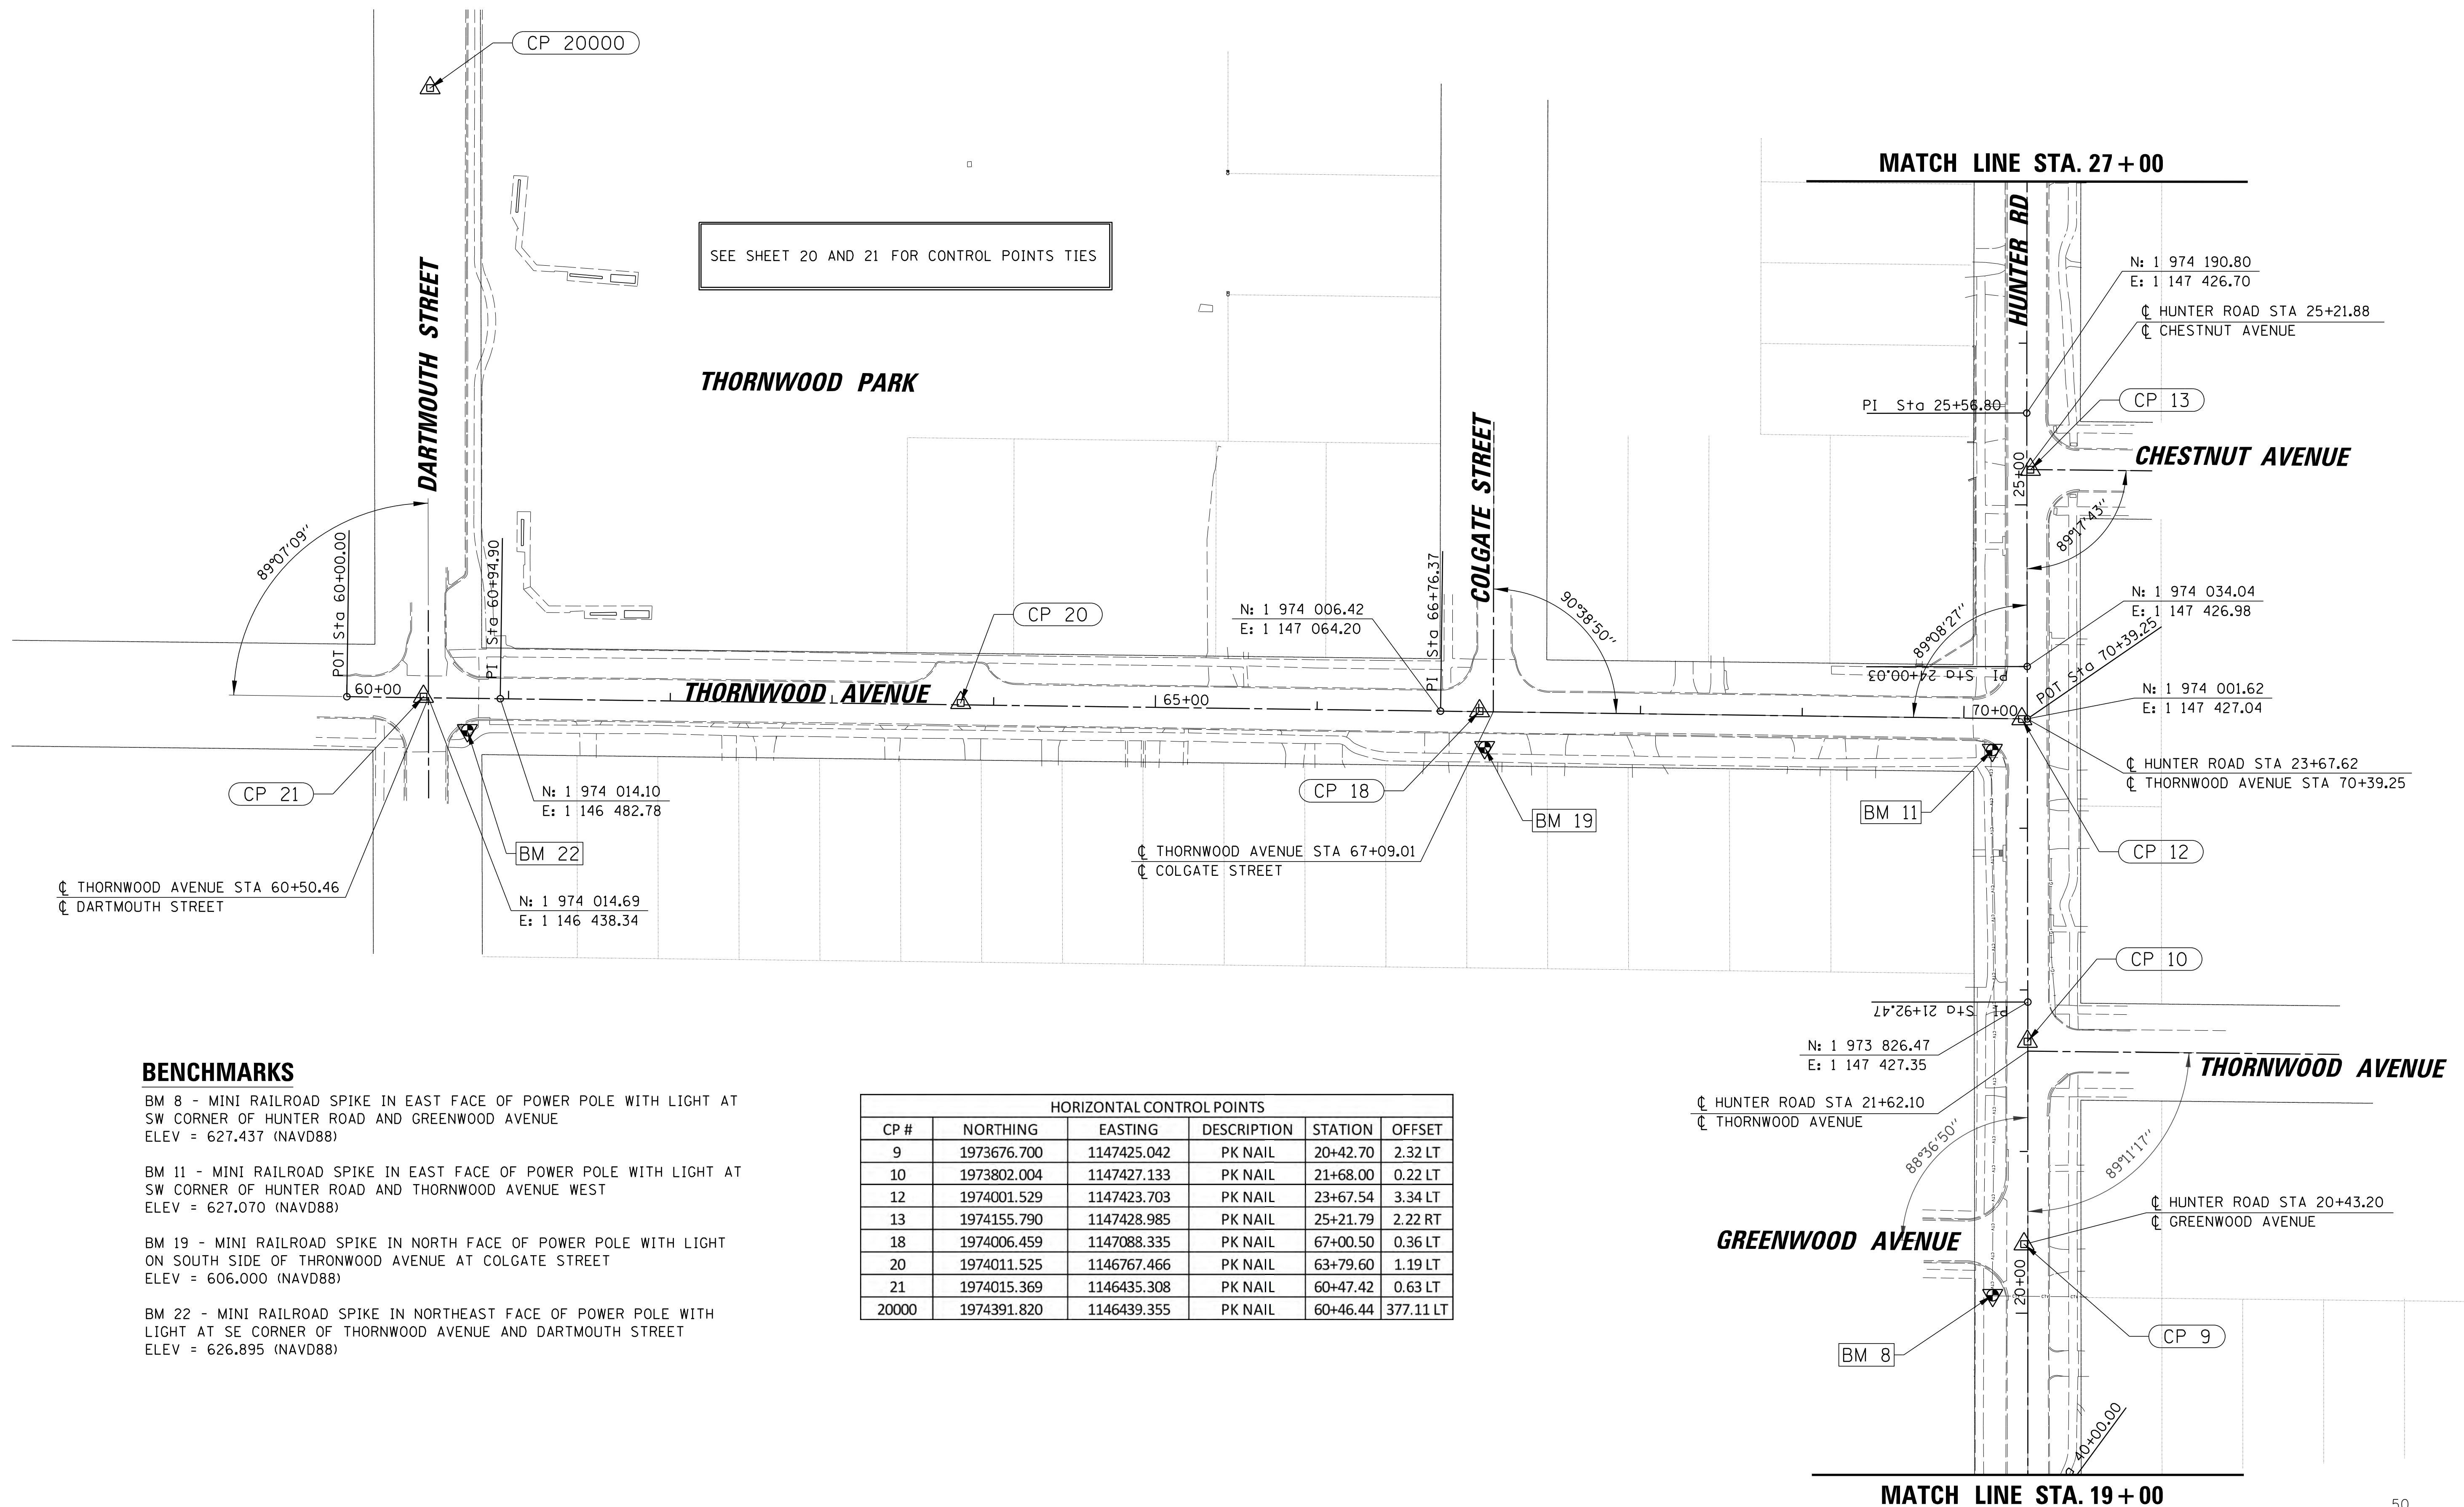 CP 20000
MATCH LINE STA. 27+00
HUNTER RD
SEE SHEET 20 AND 21 FOR CONTROL POINTS TIES
N: 1 974 190.80
E: 1 147 426.70
℄ HUNTER ROAD STA 25+21.88
℄ CHESTNUT AVENUE
DARTMOUTH STREET
THORNWOOD PARK
PI Sta 25+56.80
CP 13
COLGATE STREET
CHESTNUT AVENUE
25+00
89°17'43"
89°07'09"
POT Sta 60+00.00
PI Sta 60+94.90
CP 20
N: 1 974 006.42
E: 1 147 064.20
PI Sta 66+76.37
90°38'50"
89°08'27"
N: 1 974 034.04
E: 1 147 426.98
PI Sta 24+00.03
POT Sta 70+39.25
60+00
THORNWOOD AVENUE
65+00
70+00
N: 1 974 001.62
E: 1 147 427.04
CP 21
N: 1 974 014.10
E: 1 146 482.78
CP 18
BM 19
BM 11
℄ HUNTER ROAD STA 23+67.62
℄ THORNWOOD AVENUE STA 70+39.25
BM 22
℄ THORNWOOD AVENUE STA 67+09.01
℄ COLGATE STREET
CP 12
℄ THORNWOOD AVENUE STA 60+50.46
℄ DARTMOUTH STREET
N: 1 974 014.69
E: 1 146 438.34
CP 10
PI Sta 21+92.47
N: 1 973 826.47
E: 1 147 427.35
THORNWOOD AVENUE
℄ HUNTER ROAD STA 21+62.10
℄ THORNWOOD AVENUE
88°36'50"
89°11'17"
℄ HUNTER ROAD STA 20+43.20
℄ GREENWOOD AVENUE
GREENWOOD AVENUE
20+00
CP 9
BM 8
40+00.00
MATCH LINE STA. 19+00
BENCHMARKS
BM 8 - MINI RAILROAD SPIKE IN EAST FACE OF POWER POLE WITH LIGHT AT
SW CORNER OF HUNTER ROAD AND GREENWOOD AVENUE
ELEV = 627.437 (NAVD88)
BM 11 - MINI RAILROAD SPIKE IN EAST FACE OF POWER POLE WITH LIGHT AT
SW CORNER OF HUNTER ROAD AND THORNWOOD AVENUE WEST
ELEV = 627.070 (NAVD88)
BM 19 - MINI RAILROAD SPIKE IN NORTH FACE OF POWER POLE WITH LIGHT
ON SOUTH SIDE OF THRONWOOD AVENUE AT COLGATE STREET
ELEV = 606.000 (NAVD88)
BM 22 - MINI RAILROAD SPIKE IN NORTHEAST FACE OF POWER POLE WITH
LIGHT AT SE CORNER OF THORNWOOD AVENUE AND DARTMOUTH STREET
ELEV = 626.895 (NAVD88)
HORIZONTAL CONTROL POINTS
CP # NORTHING EASTING DESCRIPTION STATION OFFSET
9 1973676.700 1147425.042 PK NAIL 20+42.70 2.32 LT
10 1973802.004 1147427.133 PK NAIL 21+68.00 0.22 LT
12 1974001.529 1147423.703 PK NAIL 23+67.54 3.34 LT
13 1974155.790 1147428.985 PK NAIL 25+21.79 2.22 RT
18 1974006.459 1147088.335 PK NAIL 67+00.50 0.36 LT
20 1974011.525 1146767.466 PK NAIL 63+79.60 1.19 LT
21 1974015.369 1146435.308 PK NAIL 60+47.42 0.63 LT
20000 1974391.820 1146439.355 PK NAIL 60+46.44 377.11 LT